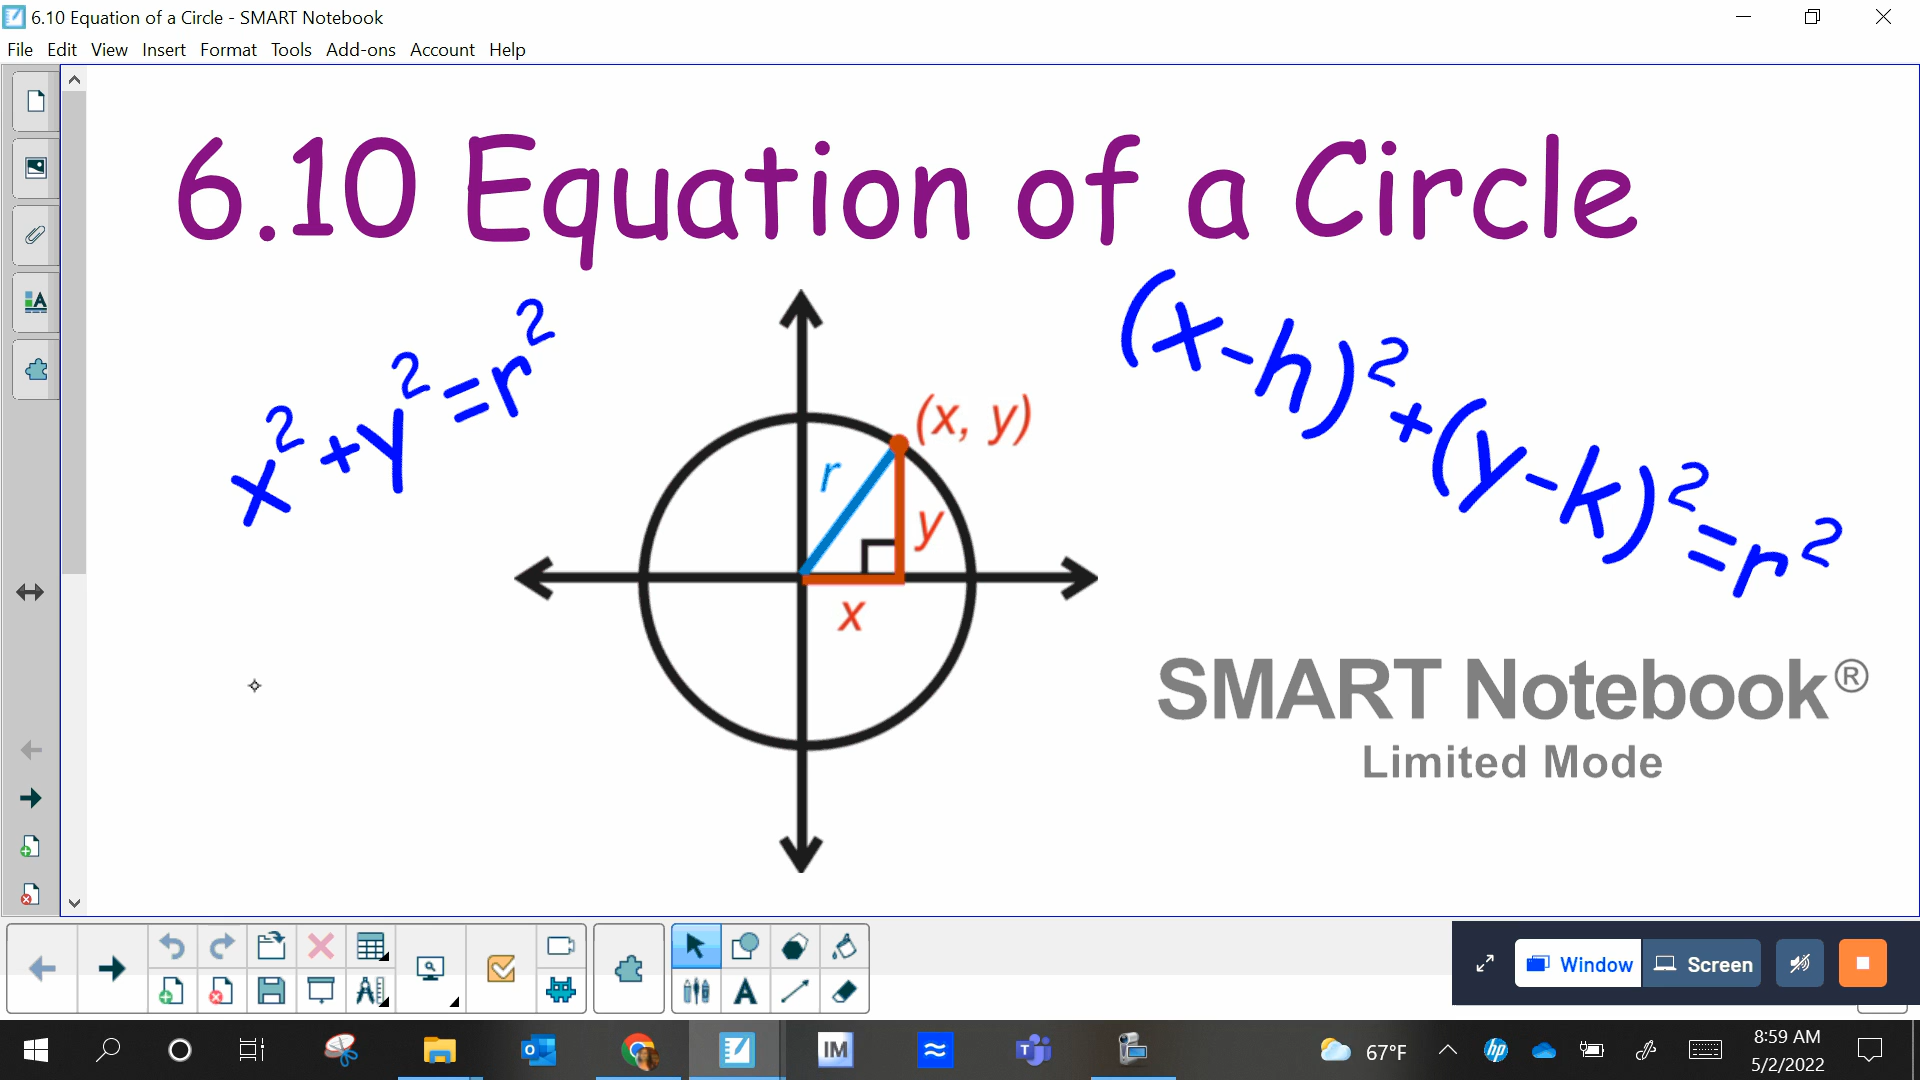 6.10 Equation of a Circle - SMART Notebook
File Edit View Insert Format Tools Add-ons Account Help
6.10 Equation of a Circle
x²+y²=r²
(x-h)²+(y-k)²=r²
(x, y)
r
y
x
SMART Notebook®
Limited Mode
Window Screen
IM
hp
67°F
8:59 AM
5/2/2022